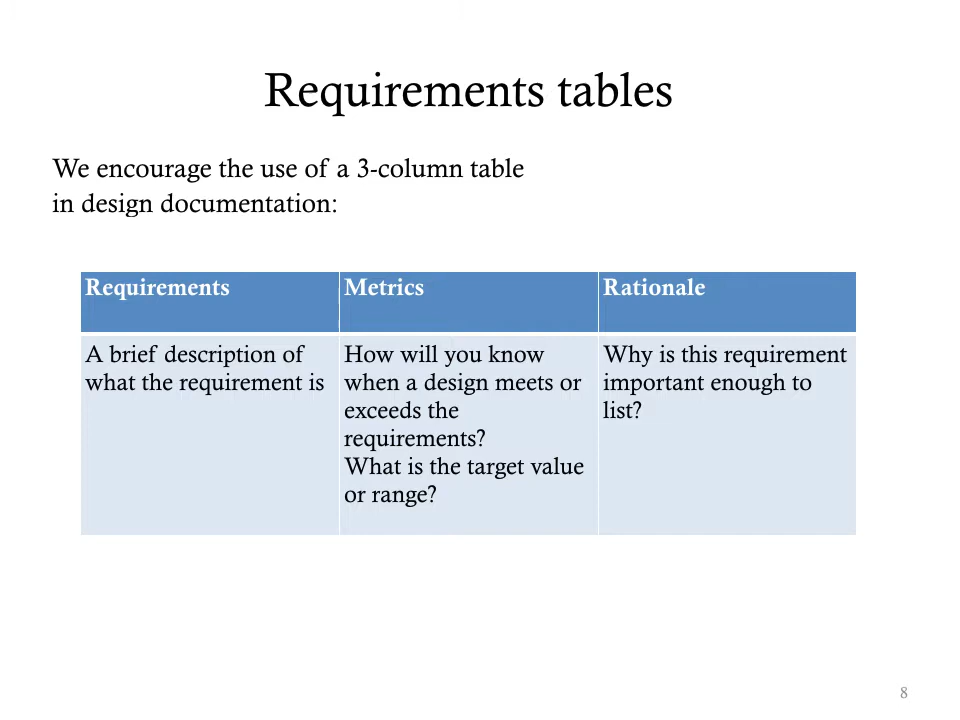 Requirements tables
We encourage the use of a 3-column table
in design documentation:
Requirements
Metrics
Rationale
A brief description of
what the requirement is
How will you know
when a design meets or
exceeds the
requirements?
What is the target value
or range?
Why is this requirement
important enough to
list?
8